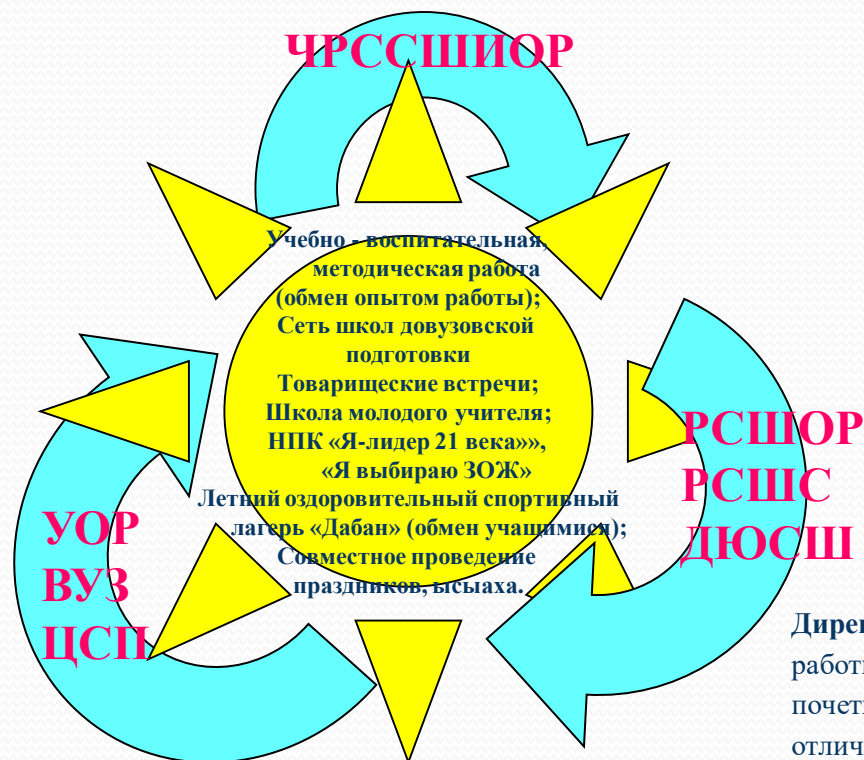 ЧРССШИОР
Учебно - воспитательная,
методическая работа
(обмен опытом работы);
Сеть школ довузовской
подготовки
Товарищеские встречи;
Школа молодого учителя;
НПК «Я-лидер 21 века»»,
«Я выбираю ЗОЖ»
Летний оздоровительный спортивный
лагерь «Дабан» (обмен учащимися);
Совместное проведение
праздников, ысыаха.
РСШОР
РСШС
ДЮСШ
УОР
ВУЗ
ЦСП